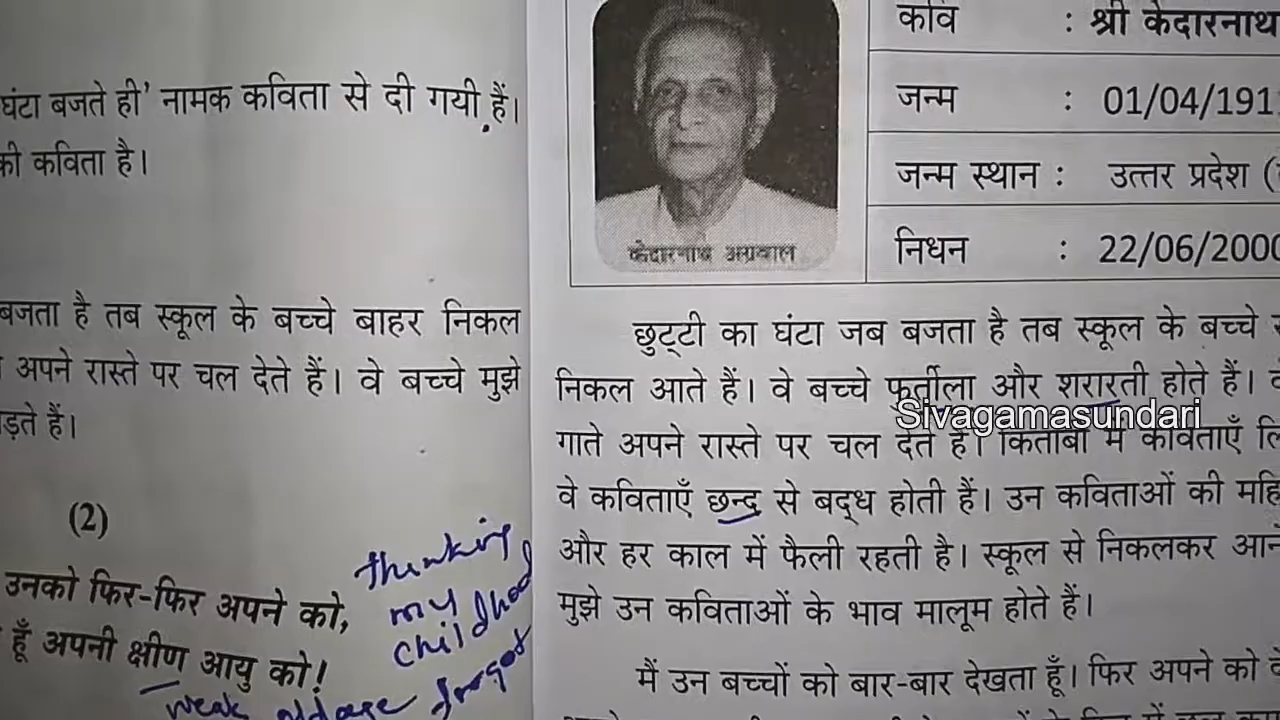 घंटा बजते ही' नामक कविता से दी गयी हैं।
की कविता है।
बजता है तब स्कूल के बच्चे बाहर निकल
अपने रास्ते पर चल देते हैं। वे बच्चे मुझे
ड़ते हैं।
(2)
उनको फिर-फिर अपने को,
हूँ अपनी क्षीण आयु को!
thinking
my
childhood
weak oldage forgot
केदारनाथ अग्रवाल
कवि : श्री केदारनाथ
जन्म : 01/04/191
जन्म स्थान : उत्तर प्रदेश (
निधन : 22/06/2000
छुट्टी का घंटा जब बजता है तब स्कूल के बच्चे
निकल आते हैं। वे बच्चे फुर्तीला और शरारती होते हैं।
Sivagamasundari
गाते अपने रास्ते पर चल देते हैं। किताबों में कविताएँ
वे कविताएँ छन्द से बद्ध होती हैं। उन कविताओं की
और हर काल में फैली रहती है। स्कूल से निकलकर
मुझे उन कविताओं के भाव मालूम होते हैं।
मैं उन बच्चों को बार-बार देखता हूँ। फिर अपने को